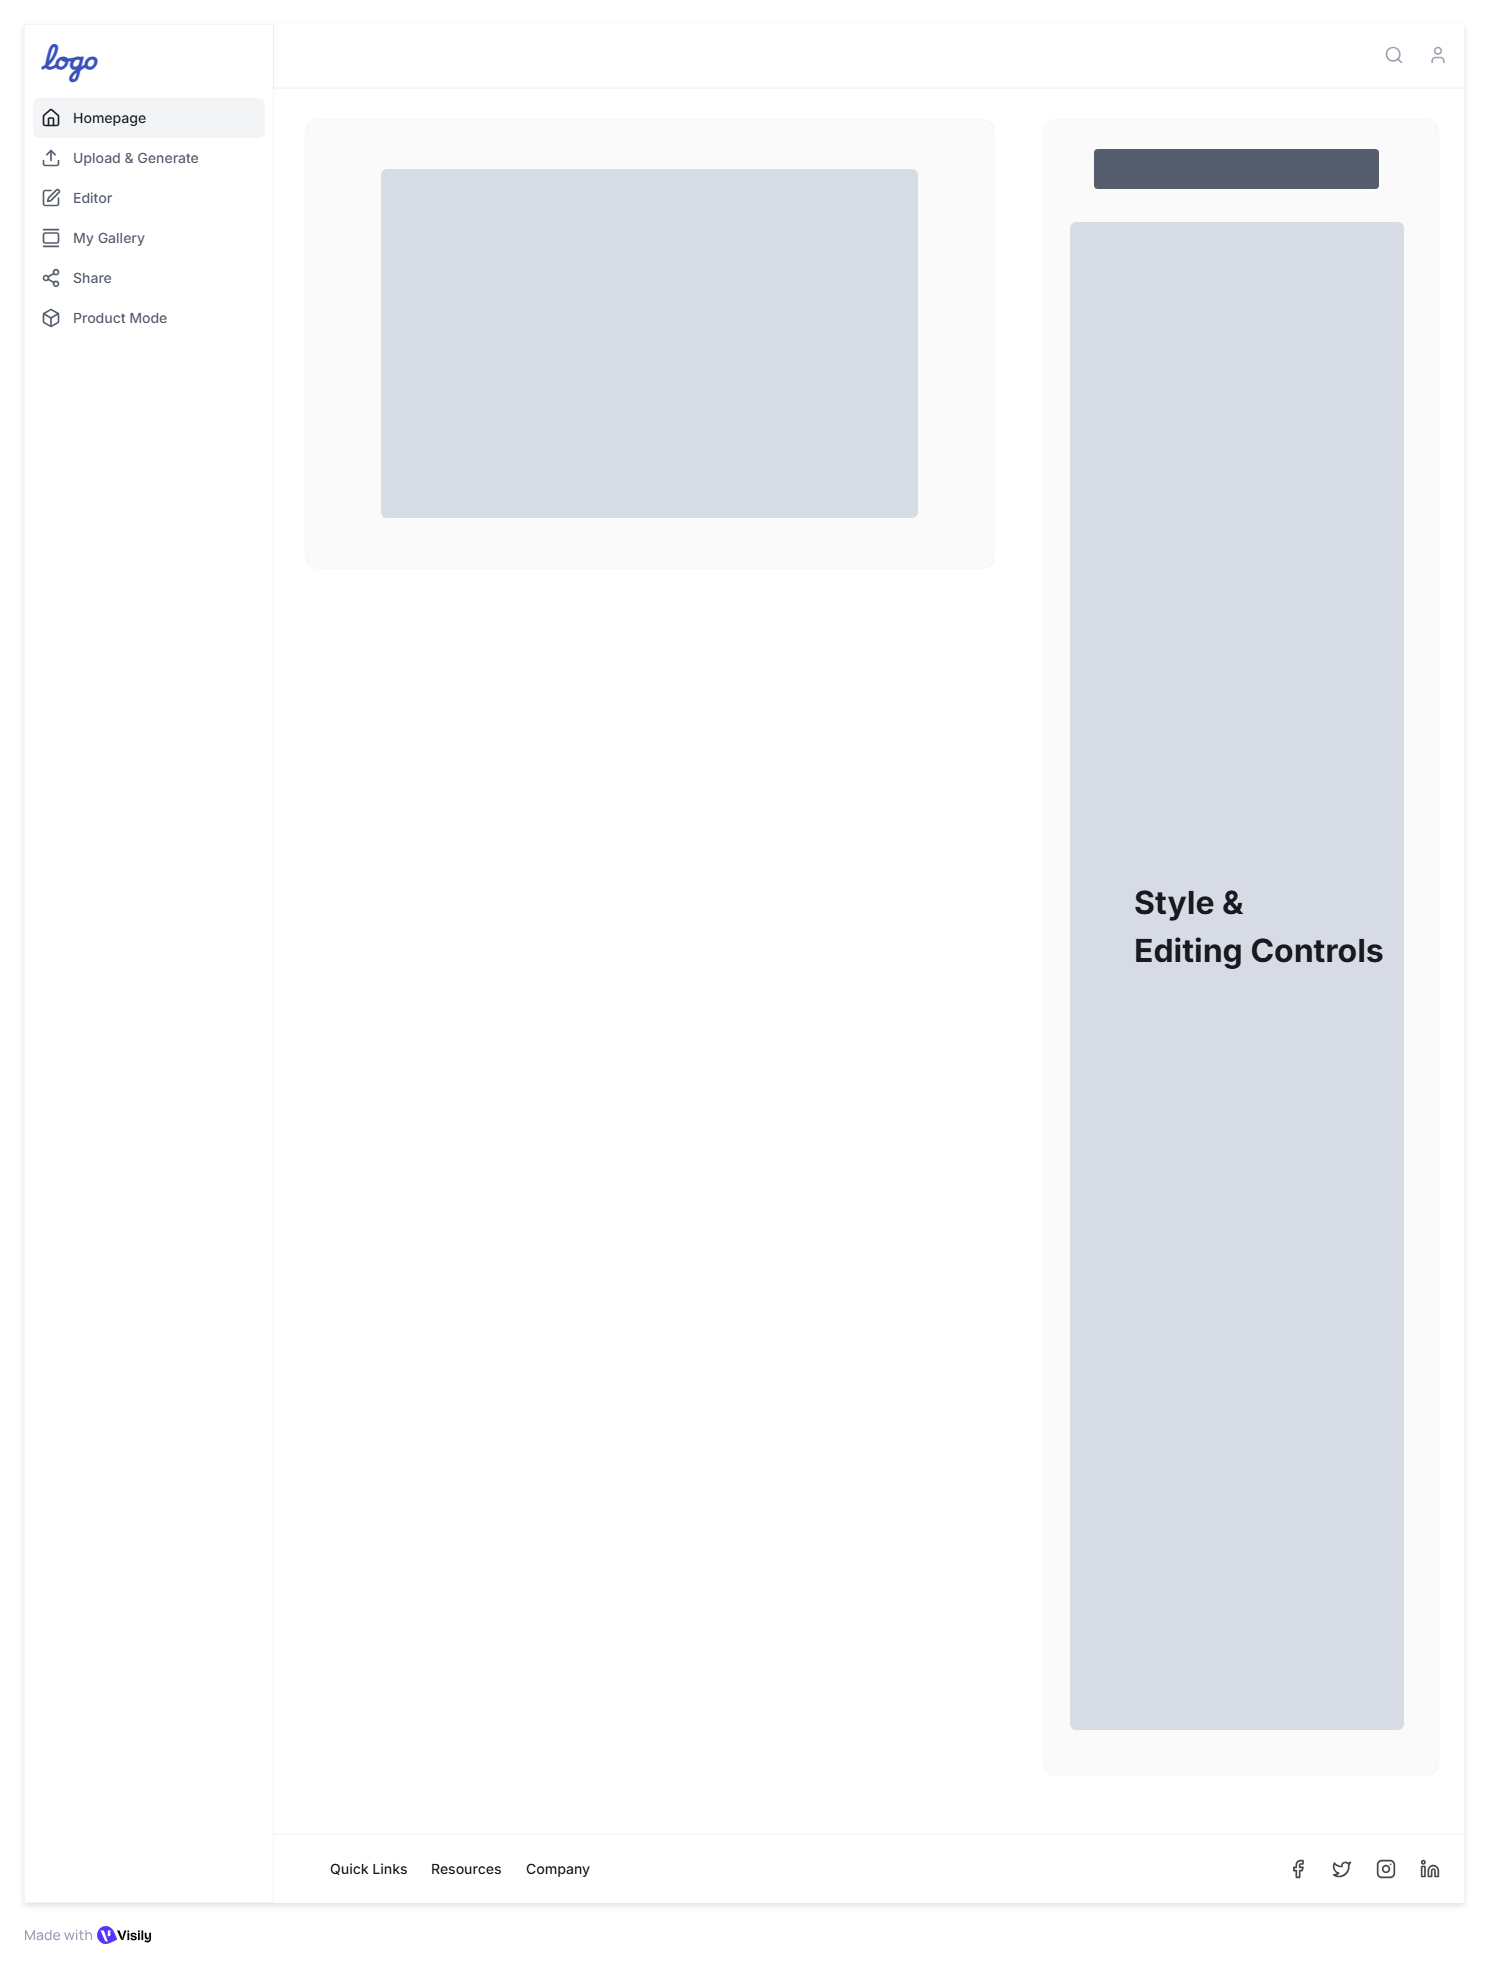 logo
Homepage
Upload & Generate
Editor
My Gallery
Share
Product Mode
Style &
Editing Controls
Quick Links Resources Company
Made with Visily